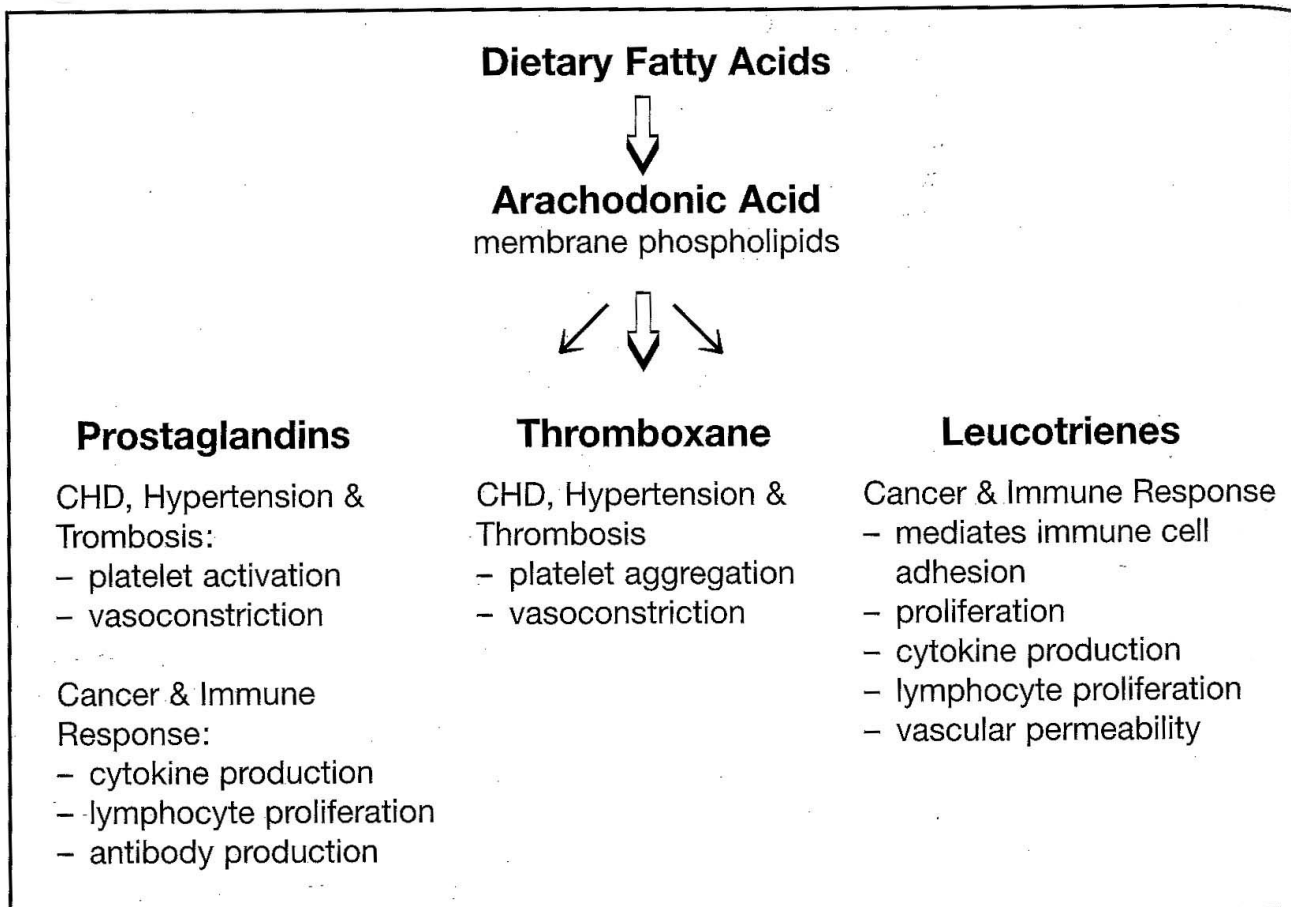 Dietary Fatty Acids
Arachodonic Acid
membrane phospholipids
Prostaglandins
CHD, Hypertension &
Trombosis:
– platelet activation
– vasoconstriction
Cancer & Immune
Response:
– cytokine production
– lymphocyte proliferation
– antibody production
Thromboxane
CHD, Hypertension &
Thrombosis
– platelet aggregation
– vasoconstriction
Leucotrienes
Cancer & Immune Response
– mediates immune cell
adhesion
– proliferation
– cytokine production
– lymphocyte proliferation
– vascular permeability